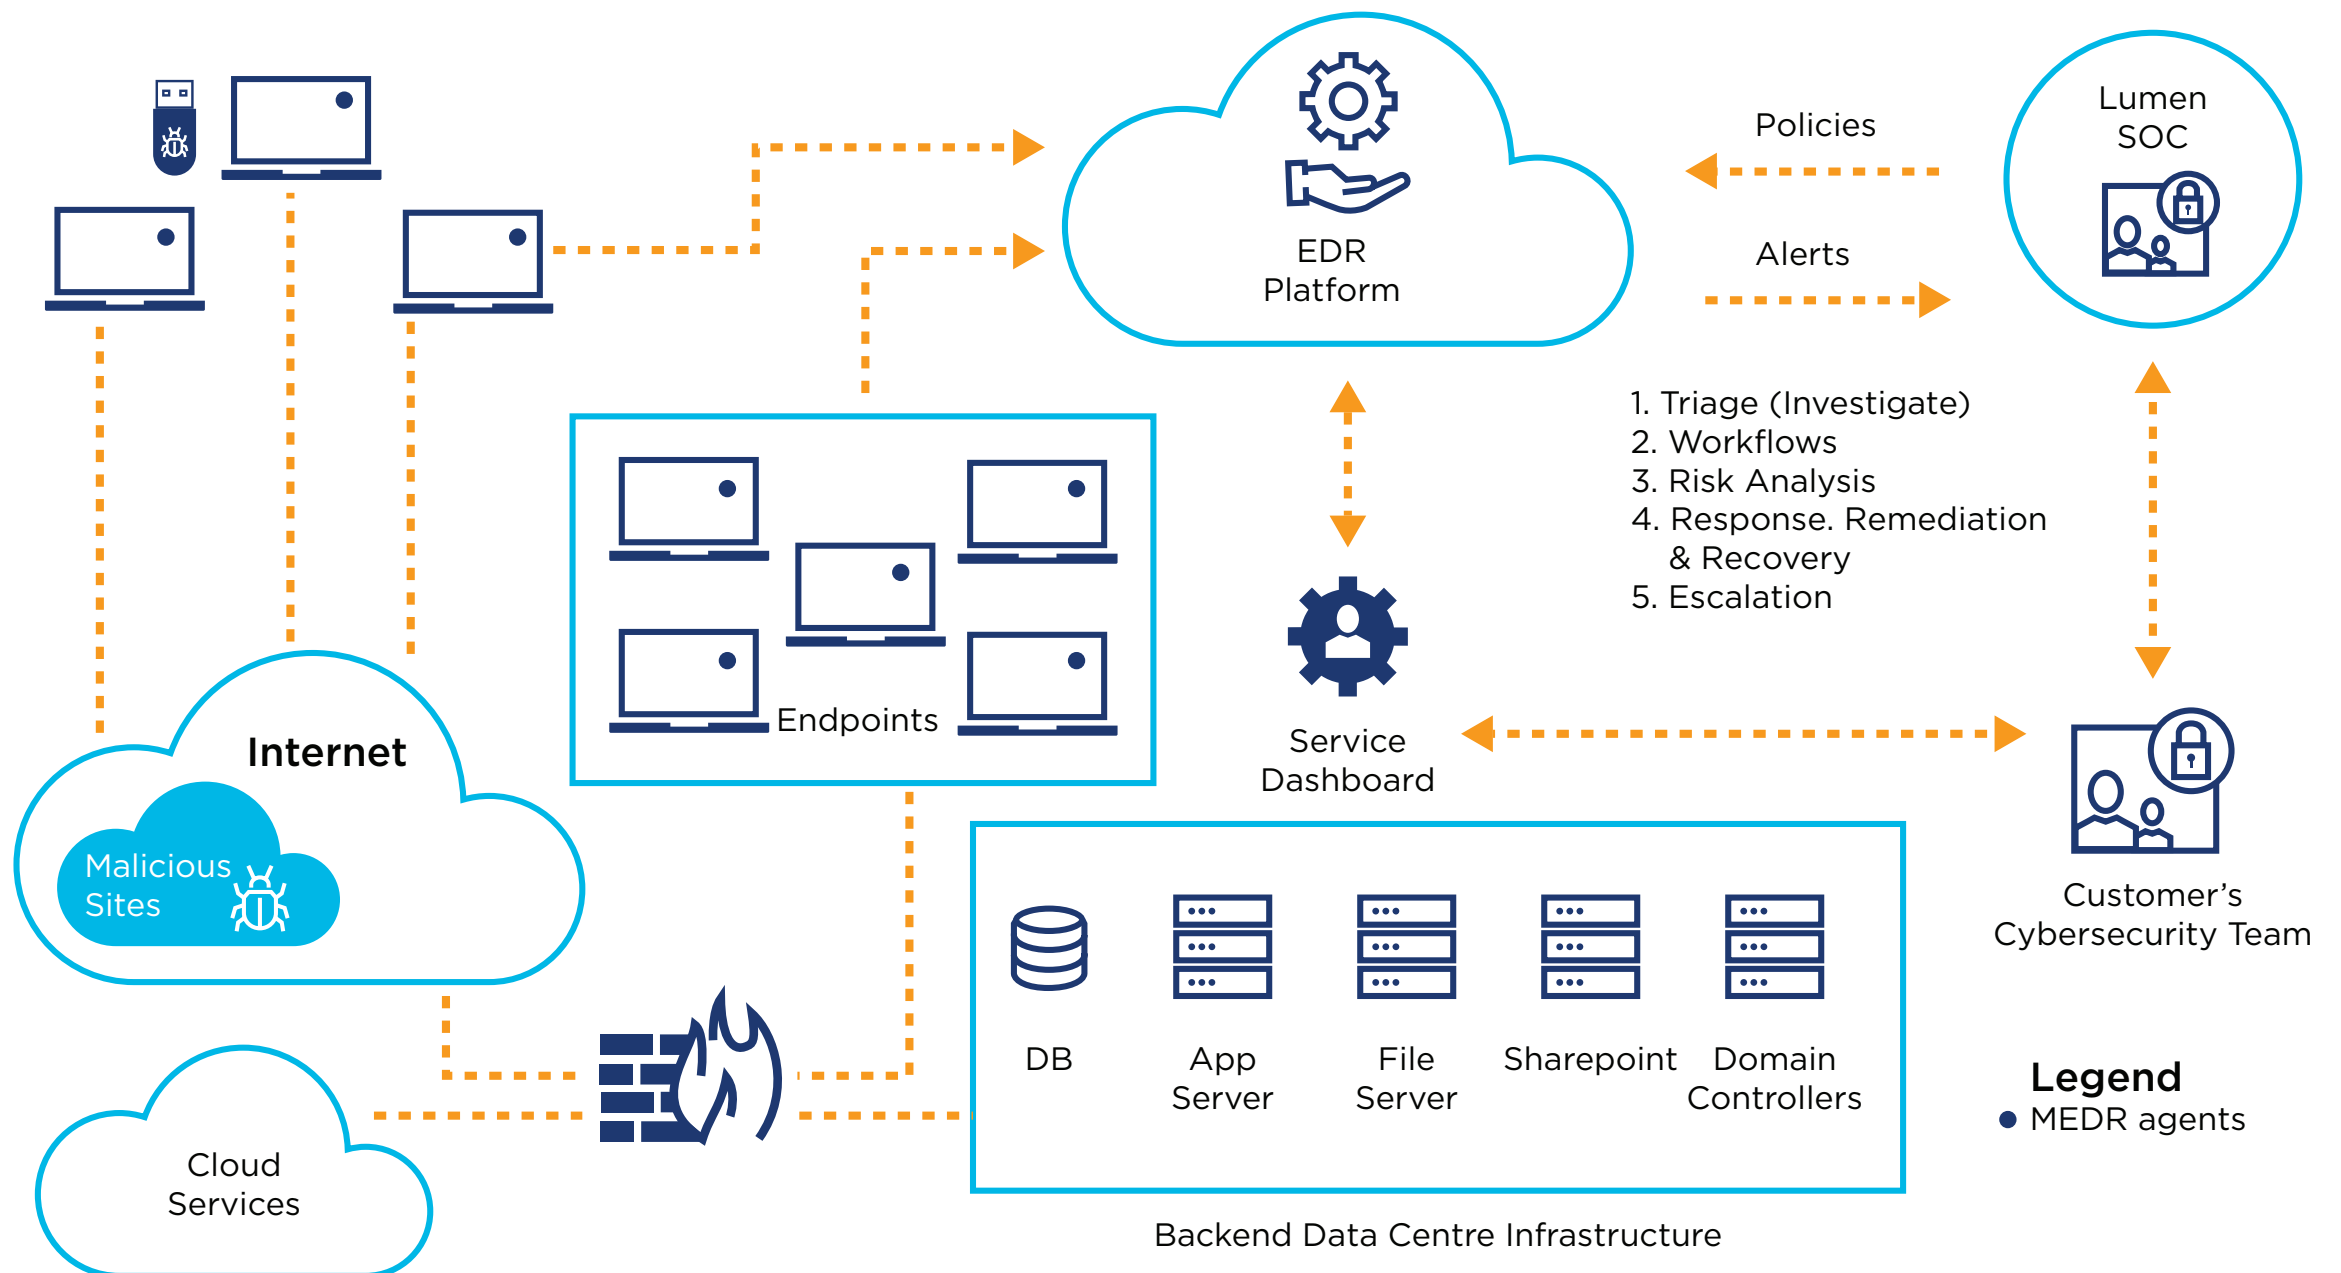 EDR
Platform
Policies
Alerts
Lumen
SOC
1. Triage (Investigate)
2. Workflows
3. Risk Analysis
4. Response. Remediation
& Recovery
5. Escalation
Endpoints
Internet
Malicious
Sites
Service
Dashboard
Customer’s
Cybersecurity Team
DB
App
Server
File
Server
Sharepoint
Domain
Controllers
Backend Data Centre Infrastructure
Cloud
Services
Legend
MEDR agents